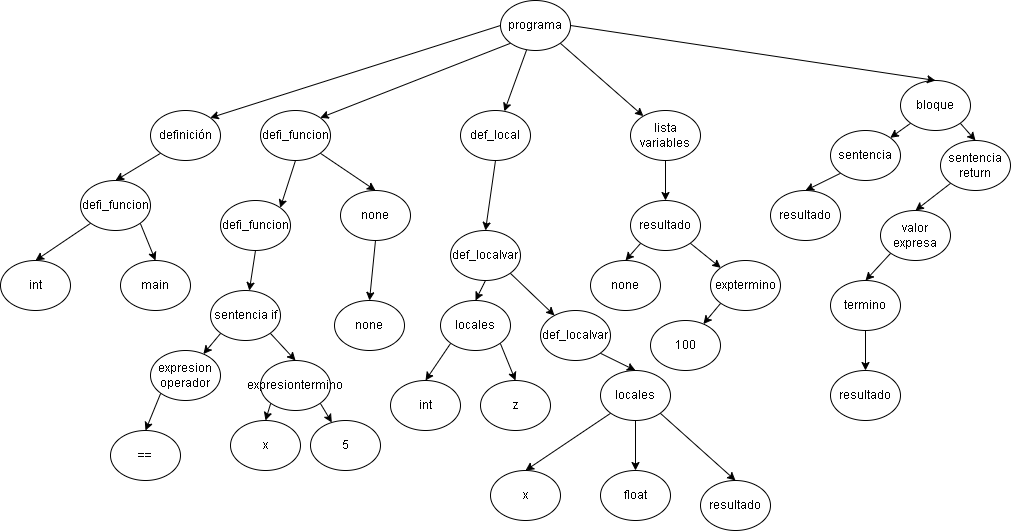 programa
definición
defi_funcion
def_local
lista
variables
bloque
sentencia
sentencia
return
defi_funcion
defi_funcion
none
resultado
resultado
valor
expresa
def_localvar
int
main
none
exptermino
sentencia if
none
locales
def_localvar
100
termino
expresion
operador
expresiontermino
int
z
locales
resultado
==
x
5
x
float
resultado